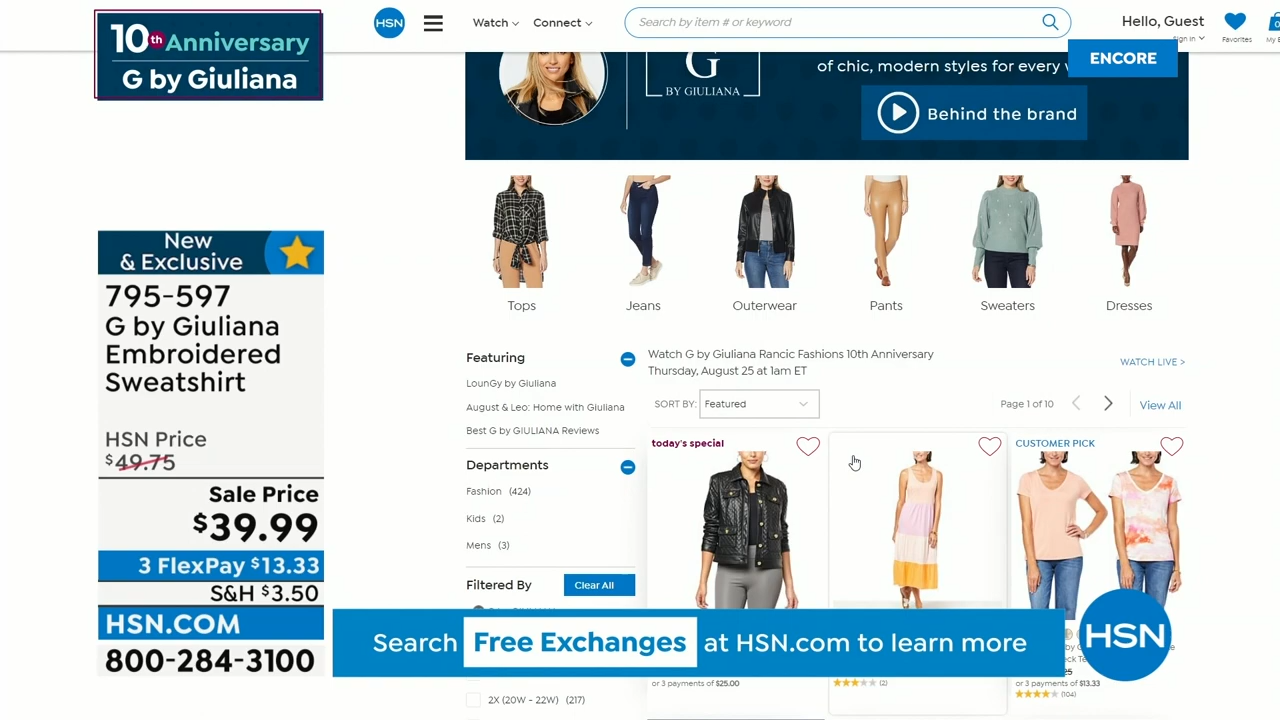 10th Anniversary
G by Giuliana
HSN
Watch
Connect
Search by item # or keyword
Hello, Guest
Sign In
Favorites
ENCORE
G
BY GIULIANA
of chic, modern styles for every
Behind the brand
New
& Exclusive
795-597
G by Giuliana
Embroidered
Sweatshirt
HSN Price
$49.75
Sale Price
$39.99
3 FlexPay $13.33
S&H $3.50
HSN.COM
800-284-3100
Tops
Jeans
Outerwear
Pants
Sweaters
Dresses
Featuring
LounGy by Giuliana
August & Leo: Home with Giuliana
Best G by GIULIANA Reviews
Departments
Fashion (424)
Kids (2)
Mens (3)
Filtered By
Clear All
2X (20W - 22W) (217)
Watch G by Giuliana Rancic Fashions 10th Anniversary
Thursday, August 25 at 1am ET
WATCH LIVE >
SORT BY: Featured
Page 1 of 10
View All
today's special
CUSTOMER PICK
or 3 payments of $25.00
(2)
or 3 payments of $13.33
(104)
Search Free Exchanges at HSN.com to learn more
HSN